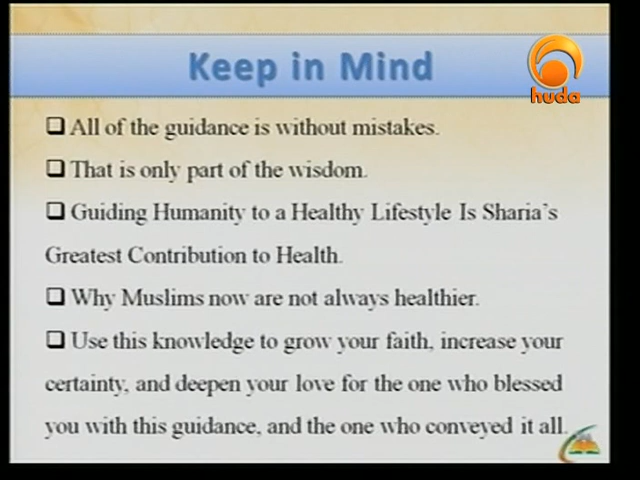 Keep in Mind
huda
❑ All of the guidance is without mistakes.
❑ That is only part of the wisdom.
❑ Guiding Humanity to a Healthy Lifestyle Is Sharia's
Greatest Contribution to Health.
❑ Why Muslims now are not always healthier.
❑ Use this knowledge to grow your faith, increase your
certainty, and deepen your love for the one who blessed
you with this guidance, and the one who conveyed it all.